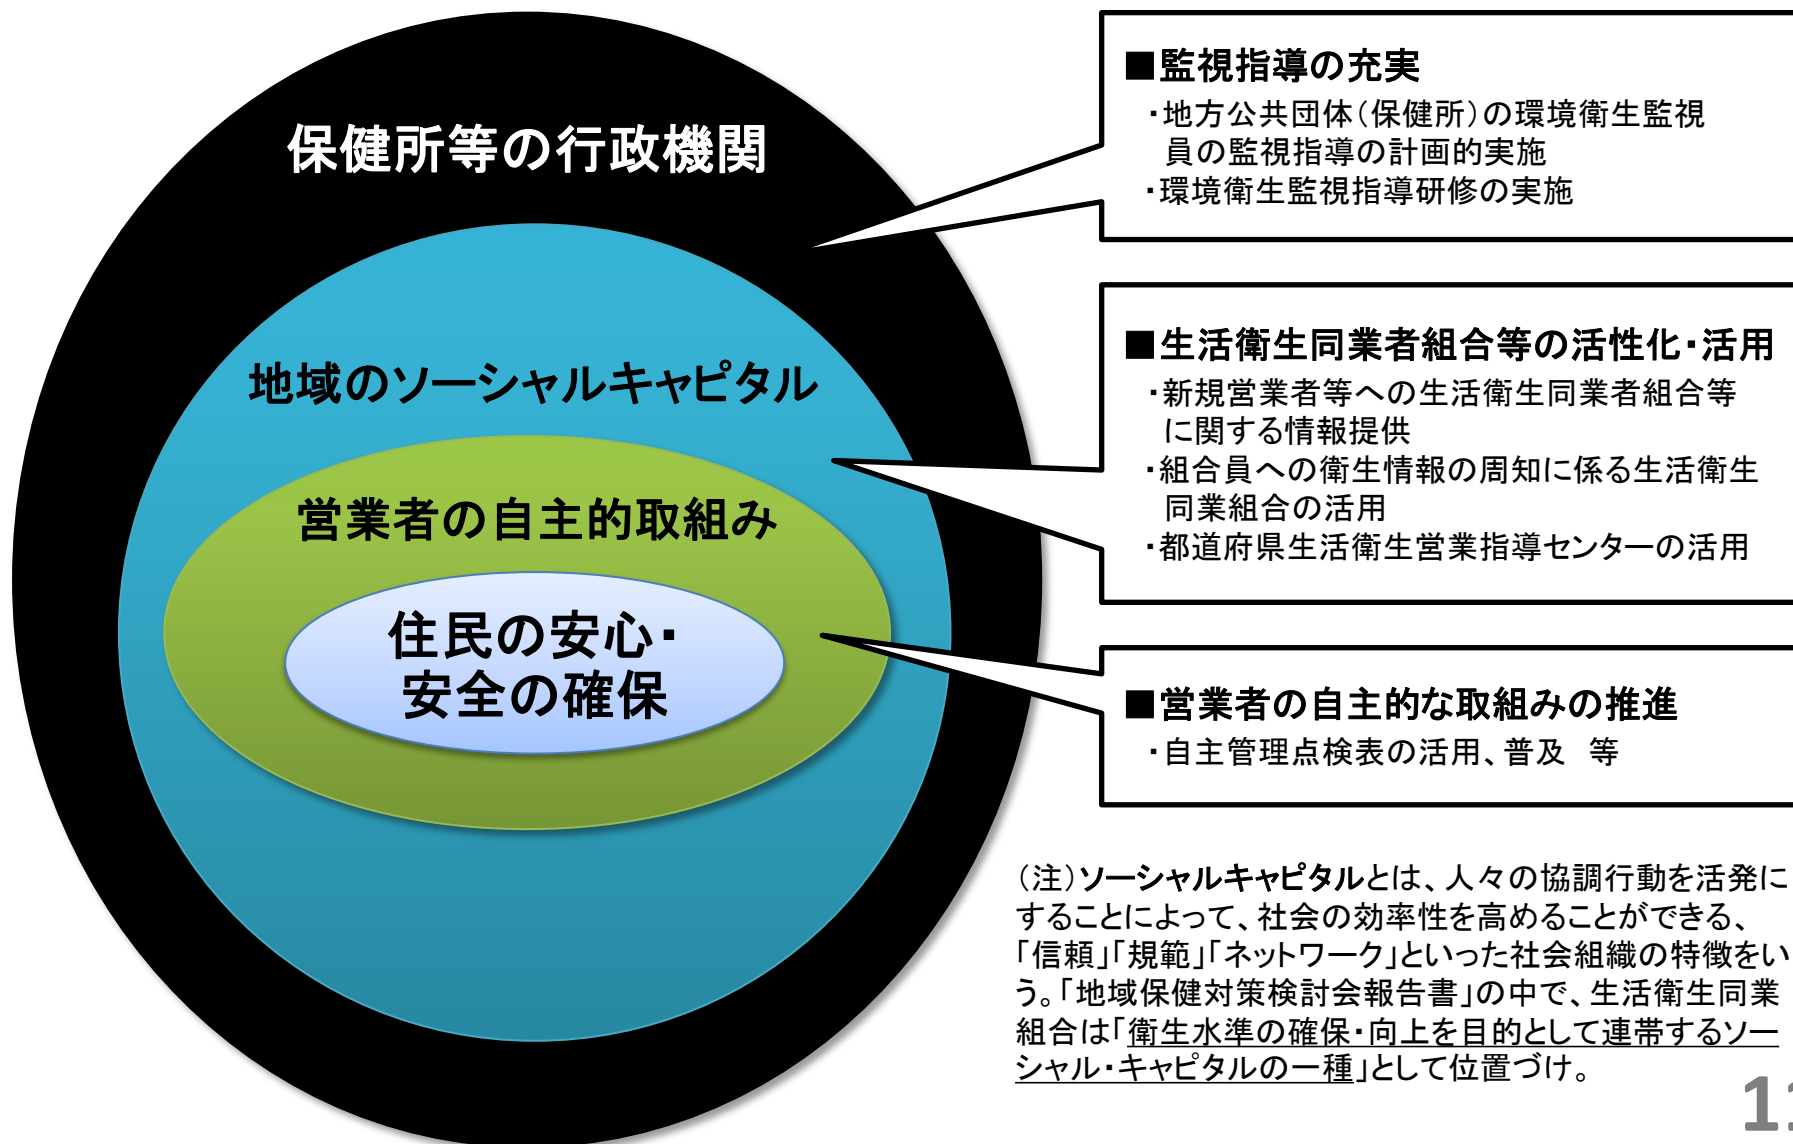 保健所等の行政機関
地域のソーシャルキャピタル
営業者の自主的取組み
住民の安心・
安全の確保
■監視指導の充実
・地方公共団体(保健所)の環境衛生監視
員の監視指導の計画的実施
・環境衛生監視指導研修の実施
■生活衛生同業者組合等の活性化・活用
・新規営業者等への生活衛生同業者組合等
に関する情報提供
・組合員への衛生情報の周知に係る生活衛生
同業組合の活用
・都道府県生活衛生営業指導センターの活用
■営業者の自主的な取組みの推進
・自主管理点検表の活用、普及　等
(注)ソーシャルキャピタルとは、人々の協調行動を活発に
することによって、社会の効率性を高めることができる、
「信頼」「規範」「ネットワーク」といった社会組織の特徴をい
う。「地域保健対策検討会報告書」の中で、生活衛生同業
組合は「衛生水準の確保・向上を目的として連帯するソー
シャル・キャピタルの一種」として位置づけ。
11